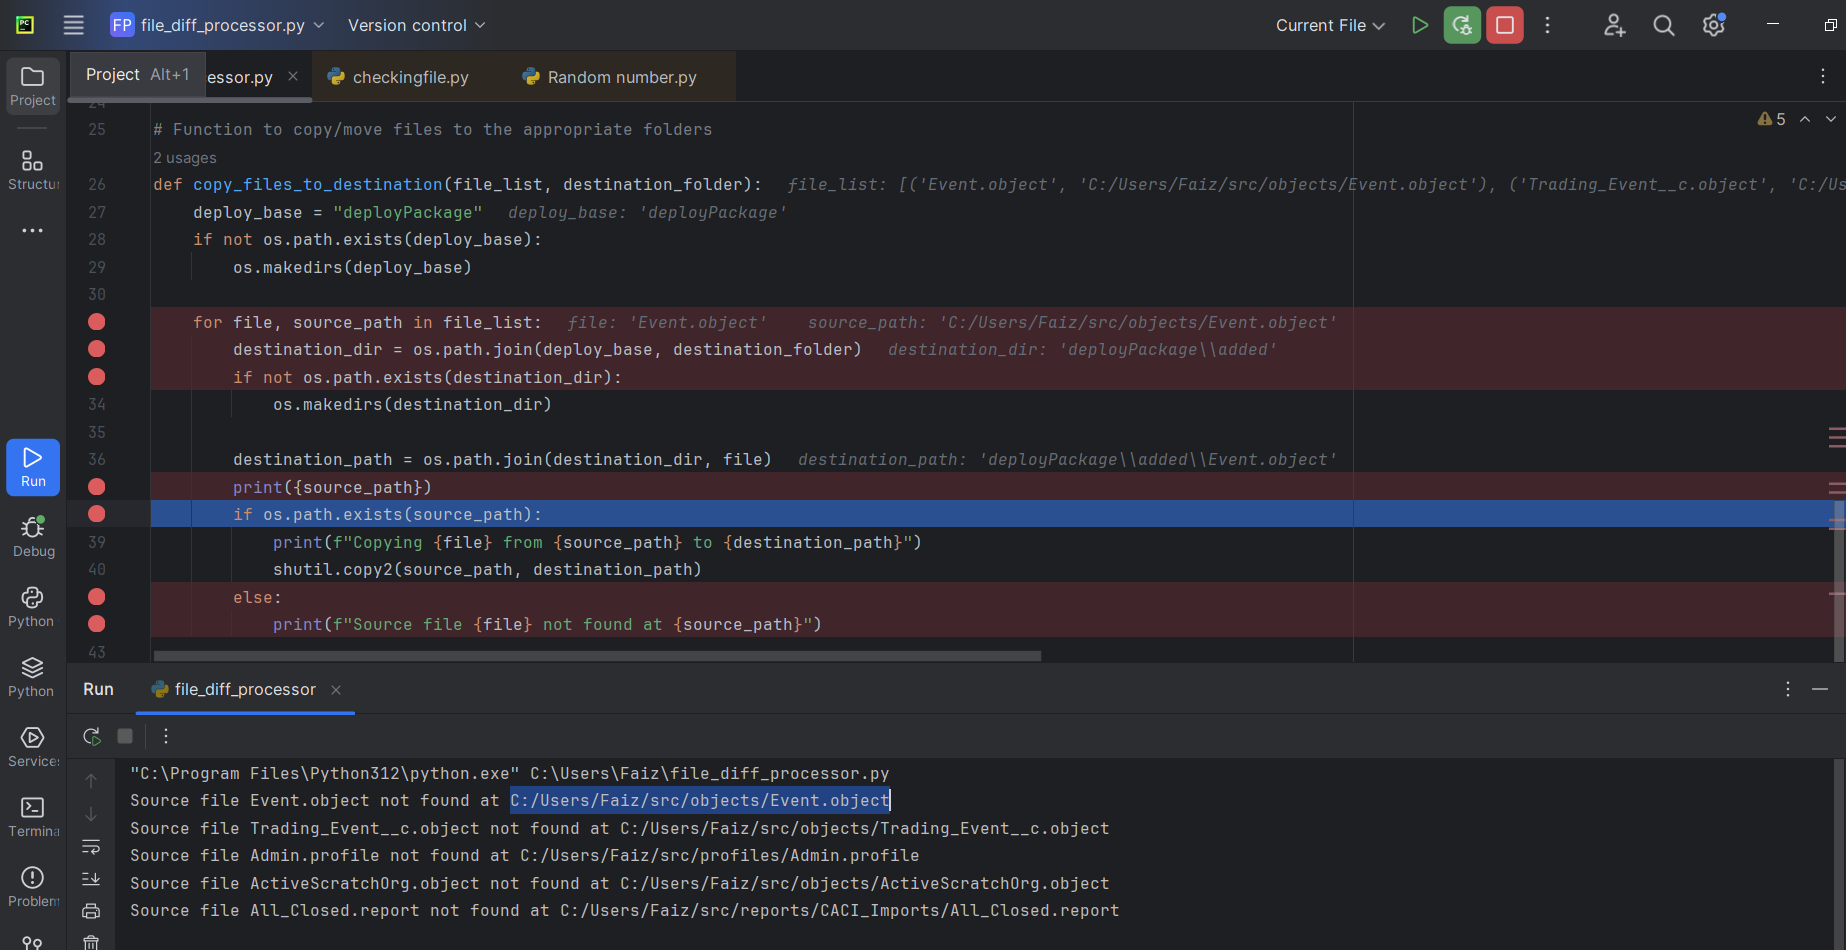 FP file_diff_processor.py Version control Current File
Project Alt+1 essor.py checkingfile.py Random number.py
Project
Structur
Run
Debug
Python
Python
Services
Termina
Problem
24
25 # Function to copy/move files to the appropriate folders
5
2 usages
26 def copy_files_to_destination(file_list, destination_folder): file_list: [('Event.object', 'C:/Users/Faiz/src/objects/Event.object'), ('Trading_Event__c.object', 'C:/Us
27 deploy_base = "deployPackage" deploy_base: 'deployPackage'
28 if not os.path.exists(deploy_base):
29 os.makedirs(deploy_base)
30
for file, source_path in file_list: file: 'Event.object' source_path: 'C:/Users/Faiz/src/objects/Event.object'
destination_dir = os.path.join(deploy_base, destination_folder) destination_dir: 'deployPackage\\added'
if not os.path.exists(destination_dir):
34 os.makedirs(destination_dir)
35
36 destination_path = os.path.join(destination_dir, file) destination_path: 'deployPackage\\added\\Event.object'
print({source_path})
if os.path.exists(source_path):
39 print(f"Copying {file} from {source_path} to {destination_path}")
40 shutil.copy2(source_path, destination_path)
else:
print(f"Source file {file} not found at {source_path}")
43
Run file_diff_processor
"C:\Program Files\Python312\python.exe" C:\Users\Faiz\file_diff_processor.py
Source file Event.object not found at C:/Users/Faiz/src/objects/Event.object
Source file Trading_Event__c.object not found at C:/Users/Faiz/src/objects/Trading_Event__c.object
Source file Admin.profile not found at C:/Users/Faiz/src/profiles/Admin.profile
Source file ActiveScratchOrg.object not found at C:/Users/Faiz/src/objects/ActiveScratchOrg.object
Source file All_Closed.report not found at C:/Users/Faiz/src/reports/CACI_Imports/All_Closed.report